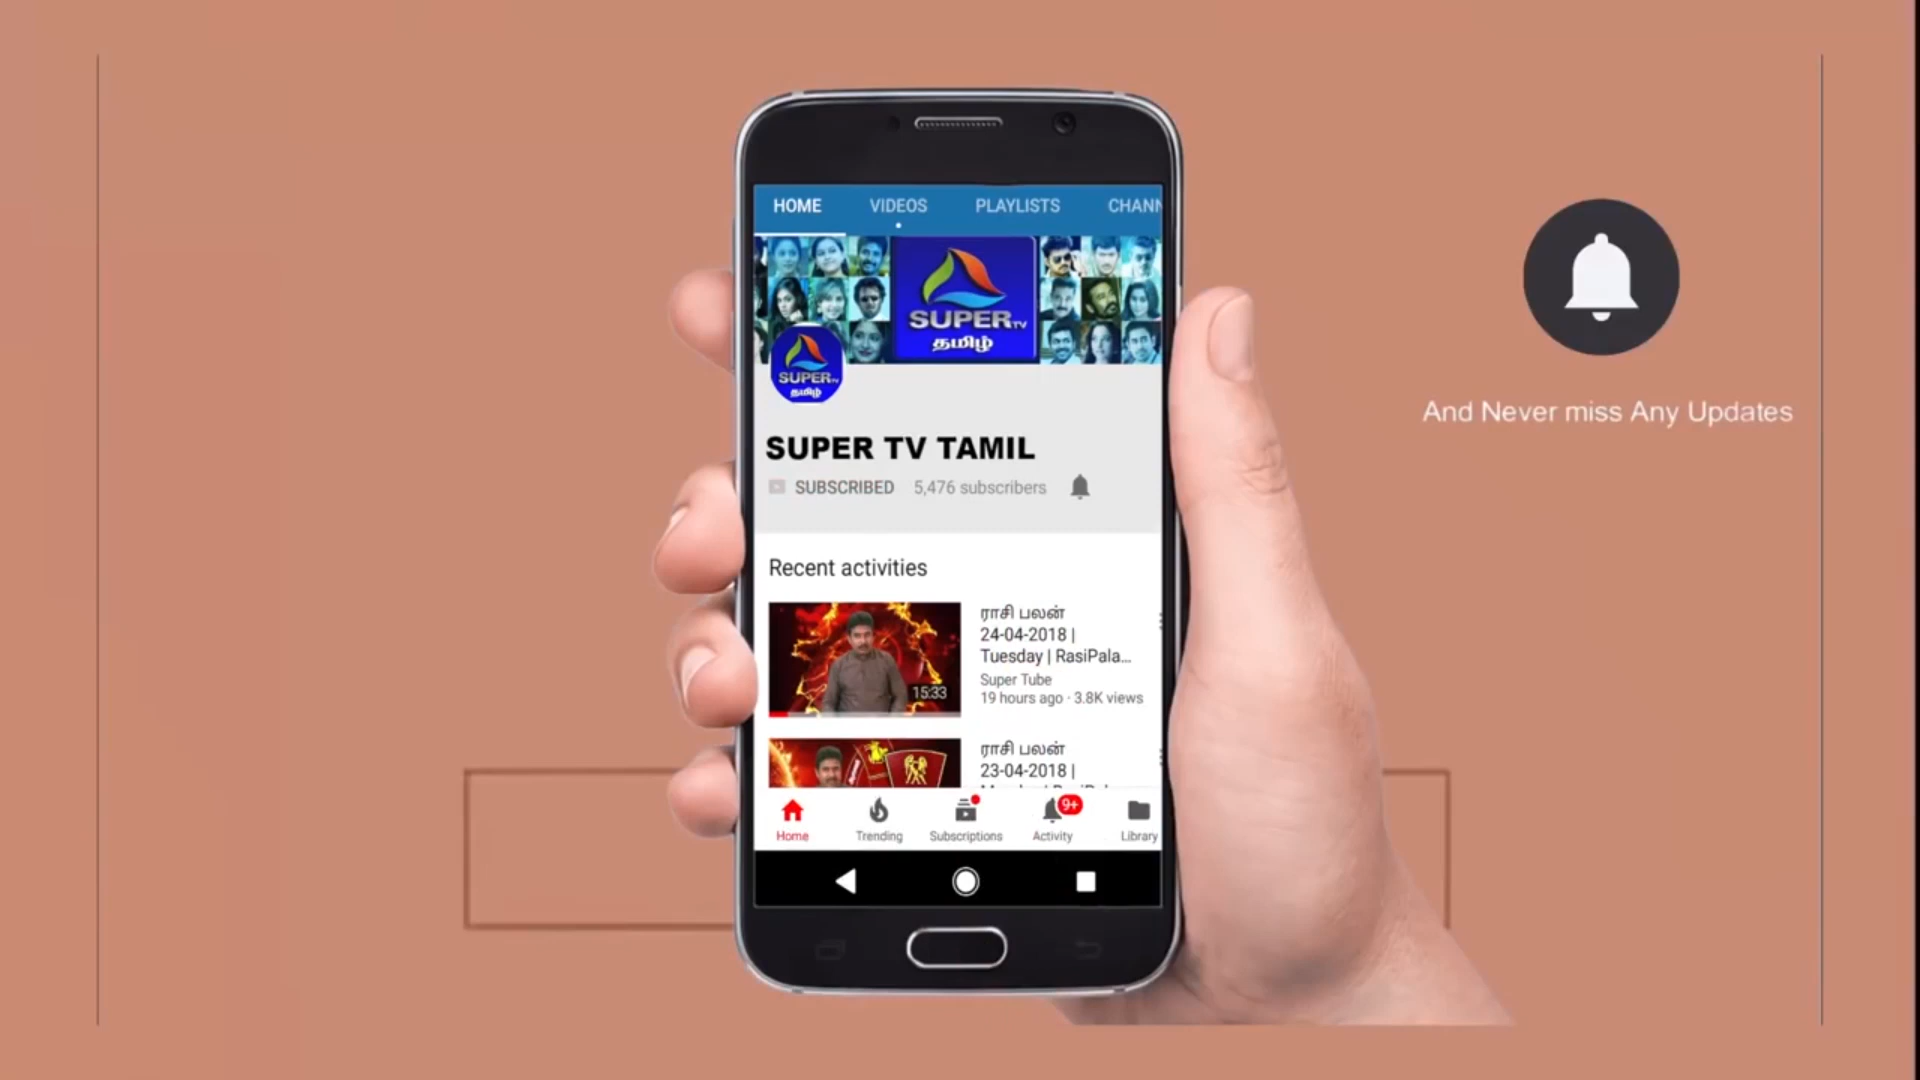 HOME VIDEOS PLAYLISTS CHANN
SUPER TV
தமிழ்
SUPER TV
தமிழ்
SUPER TV TAMIL
SUBSCRIBED 5,476 subscribers
And Never miss Any Updates
Recent activities
ராசி பலன்
24-04-2018 |
Tuesday | RasiPala...
Super Tube
19 hours ago · 3.8K views
15:33
ராசி பலன்
23-04-2018 |
9+
Home Trending Subscriptions Activity Library